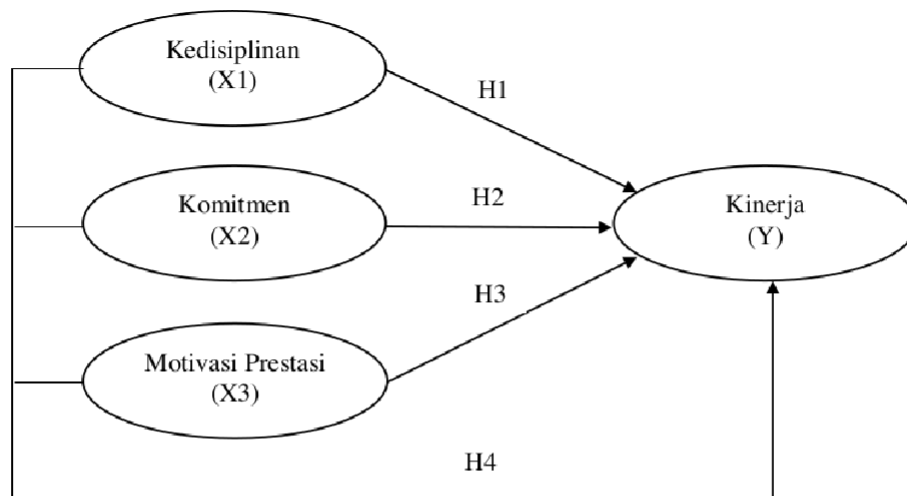 Kedisiplinan
(X1)
H1
Komitmen
(X2)
H2
Kinerja
(Y)
H3
Motivasi Prestasi
(X3)
H4